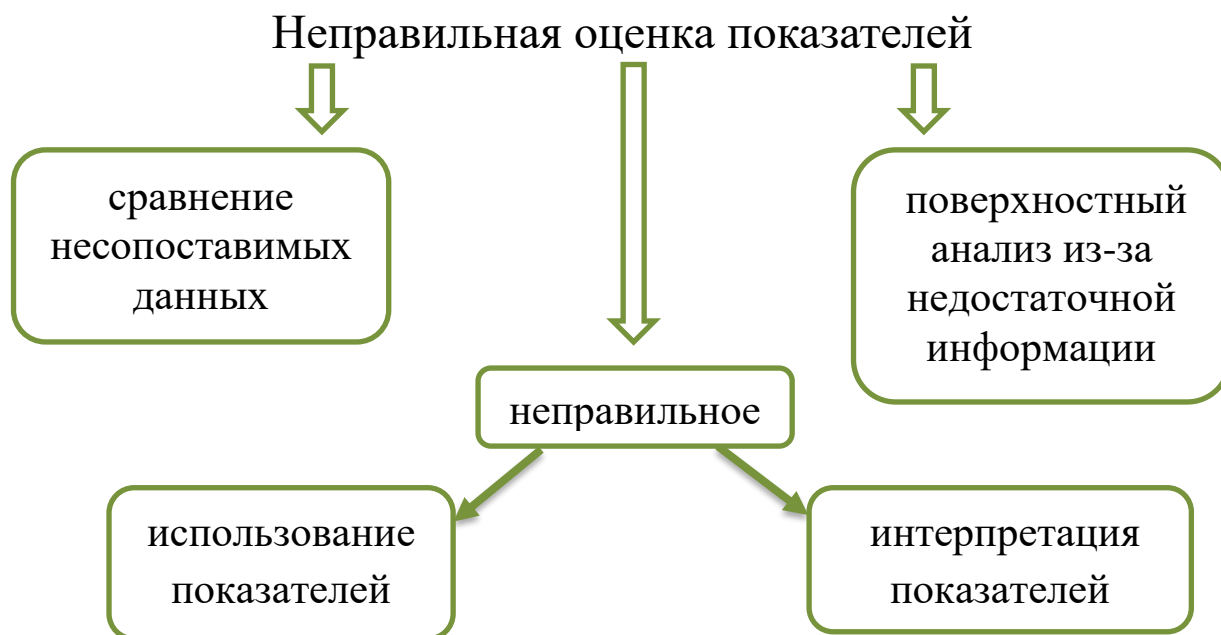 Неправильная оценка показателей
сравнение
несопоставимых
данных
поверхностный
анализ из-за
недостаточной
информации
неправильное
использование
показателей
интерпретация
показателей